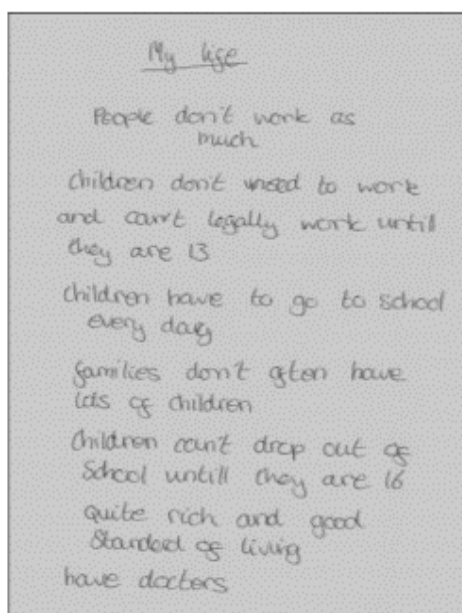 My life
People don't work as
much
children don't need to work
and can't legally work until
they are 13
children have to go to school
every day
families don't often have
lots of children
children can't drop out of
school untill they are 16
quite rich and good
standed of living
have doctors